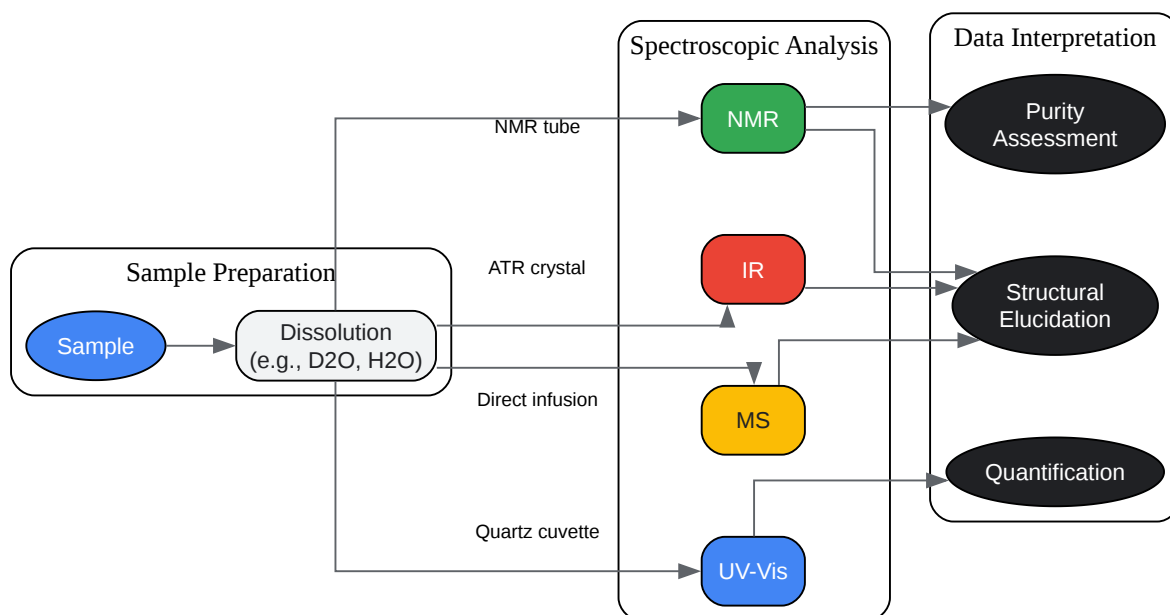 Sample Preparation
Sample
Dissolution
(e.g., D2O, H2O)
NMR tube
ATR crystal
Direct infusion
Quartz cuvette
Spectroscopic Analysis
NMR
IR
MS
UV-Vis
Data Interpretation
Purity
Assessment
Structural
Elucidation
Quantification